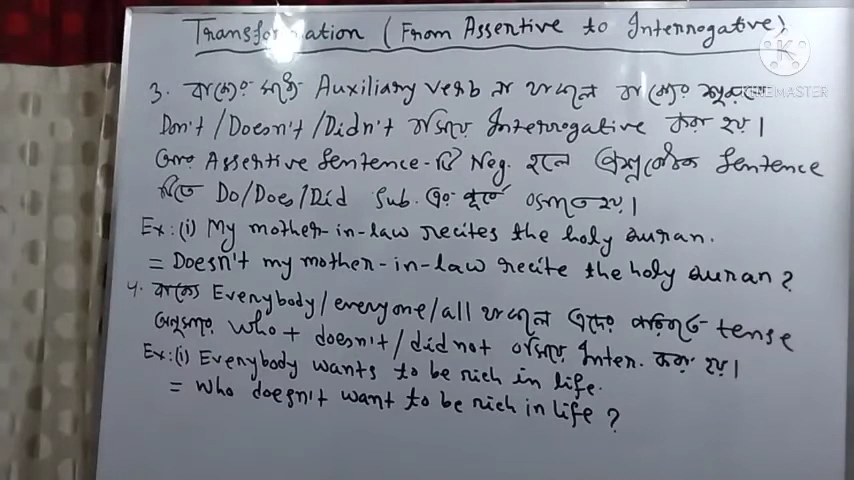 Transformation (From Assertive to Interrogative)
KINEMASTER
3. বাক্যের মধ্যে Auxiliary verb না থাকলে বাক্যের শুরুতে
Don't/Doesn't/Didn't বসিয়ে Interrogative করা হয়।
তবে Assertive Sentence-টি Neg. হলে প্রশ্নবোধক Sentence
টিতে Do/Does/Did Sub. এর পূর্বে বসাতে হয়।
Ex: (i) My mother-in-law recites the holy Quran.
= Doesn't my mother-in-law recite the holy Quran?
4. বাক্যে Everybody/everyone/all থাকলে এদের পরিবর্তে tense
অনুসারে Who + doesn't/did not বসিয়ে Inter. করা হয়।
Ex: (i) Everybody wants to be rich in life.
= Who doesn't want to be rich in life?